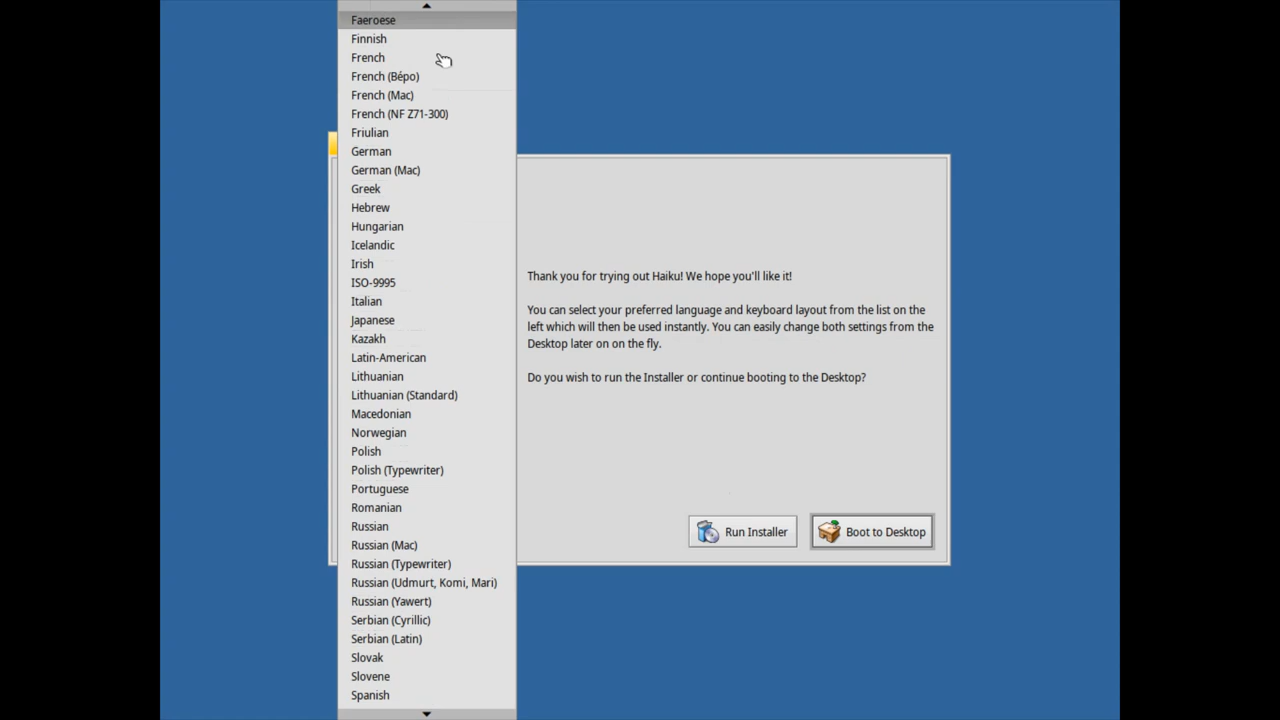 Faeroese
Finnish
French
French (Bépo)
French (Mac)
French (NF Z71-300)
Friulian
German
German (Mac)
Greek
Hebrew
Hungarian
Icelandic
Irish
ISO-9995
Italian
Japanese
Kazakh
Latin-American
Lithuanian
Lithuanian (Standard)
Macedonian
Norwegian
Polish
Polish (Typewriter)
Portuguese
Romanian
Russian
Russian (Mac)
Russian (Typewriter)
Russian (Udmurt, Komi, Mari)
Russian (Yawert)
Serbian (Cyrillic)
Serbian (Latin)
Slovak
Slovene
Spanish
Thank you for trying out Haiku! We hope you'll like it!
You can select your preferred language and keyboard layout from the list on the
left which will then be used instantly. You can easily change both settings from the
Desktop later on on the fly.
Do you wish to run the Installer or continue booting to the Desktop?
Run Installer
Boot to Desktop